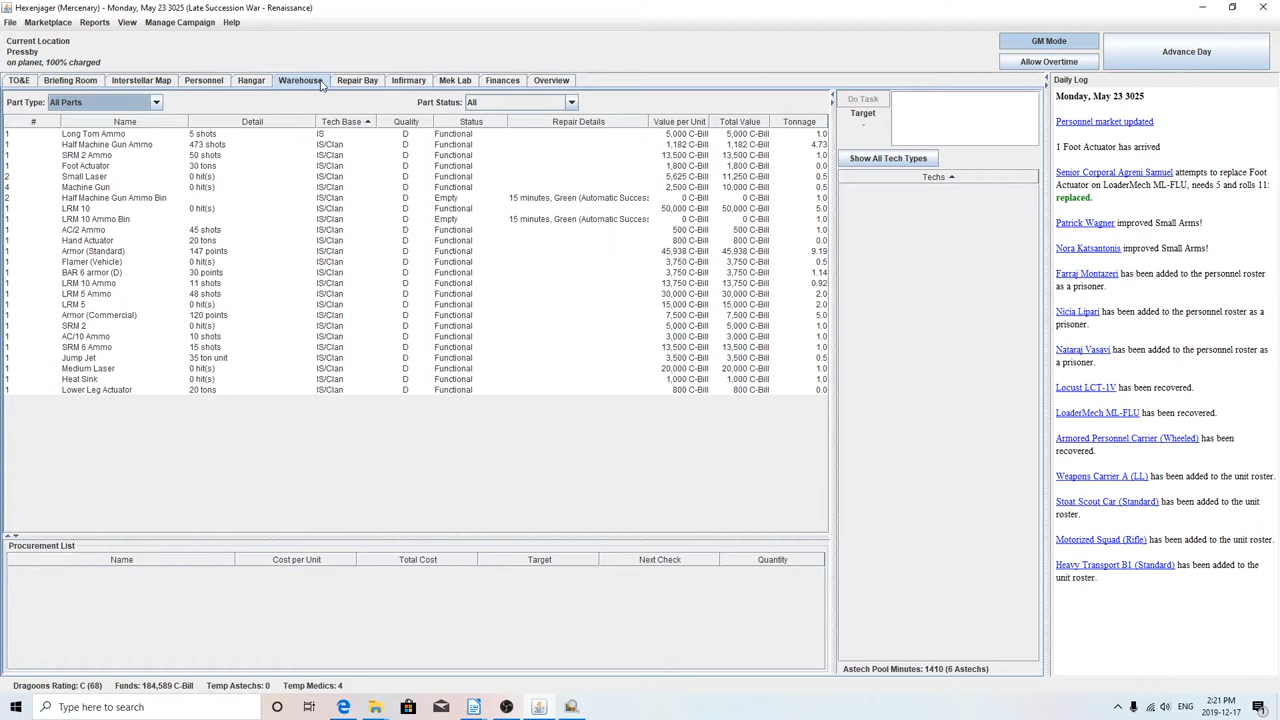 Hexenjager (Mercenary) - Monday, May 23 3025 (Late Succession War - Renaissance)
File Marketplace Reports View Manage Campaign Help
Current Location
Pressby
on planet, 100% charged
GM Mode
Allow Overtime
Advance Day
TO&E Briefing Room Interstellar Map Personnel Hangar Warehouse Repair Bay Infirmary Mek Lab Finances Overview
Part Type: All Parts Part Status: All
# Name Detail Tech Base Quality Status Repair Details Value per Unit Total Value Tonnage
1 Long Tom Ammo 5 shots IS D Functional 5,000 C-Bill 5,000 C-Bill 1.0
1 Half Machine Gun Ammo 473 shots IS/Clan D Functional 1,182 C-Bill 1,182 C-Bill 4.73
1 SRM 2 Ammo 50 shots IS/Clan D Functional 13,500 C-Bill 13,500 C-Bill 1.0
1 Foot Actuator 30 tons IS/Clan D Functional 1,800 C-Bill 1,800 C-Bill 0.0
2 Small Laser 0 hit(s) IS/Clan D Functional 5,625 C-Bill 11,250 C-Bill 0.5
4 Machine Gun IS/Clan D Functional 2,500 C-Bill 10,000 C-Bill 0.5
2 Half Machine Gun Ammo Bin IS/Clan D Empty 15 minutes, Green (Automatic Success 0 C-Bill 0 C-Bill 0.0
1 LRM 10 0 hit(s) IS/Clan D Functional 50,000 C-Bill 50,000 C-Bill 5.0
1 LRM 10 Ammo Bin IS/Clan D Empty 15 minutes, Green (Automatic Success 0 C-Bill 0 C-Bill 0.0
1 AC/2 Ammo 45 shots IS/Clan D Functional 500 C-Bill 500 C-Bill 1.0
1 Hand Actuator 20 tons IS/Clan D Functional 800 C-Bill 800 C-Bill 0.0
1 Armor (Standard) 147 points IS/Clan D Functional 45,938 C-Bill 45,938 C-Bill 9.19
1 Flamer (Vehicle) 0 hit(s) IS/Clan D Functional 3,750 C-Bill 3,750 C-Bill 0.5
1 BAR 6 armor (D) 30 points IS/Clan D Functional 3,750 C-Bill 3,750 C-Bill 1.14
1 LRM 10 Ammo 11 shots IS/Clan D Functional 13,750 C-Bill 13,750 C-Bill 0.92
1 LRM 5 Ammo 48 shots IS/Clan D Functional 30,000 C-Bill 30,000 C-Bill 2.0
1 LRM 5 0 hit(s) IS/Clan D Functional 15,000 C-Bill 15,000 C-Bill 2.0
1 Armor (Commercial) 120 points IS/Clan D Functional 7,500 C-Bill 7,500 C-Bill 5.0
1 SRM 2 0 hit(s) IS/Clan D Functional 5,000 C-Bill 5,000 C-Bill 1.0
1 AC/10 Ammo 10 shots IS/Clan D Functional 6,000 C-Bill 6,000 C-Bill 1.0
1 SRM 6 Ammo 15 shots IS/Clan D Functional 13,500 C-Bill 13,500 C-Bill 1.0
1 Jump Jet 35 ton unit IS/Clan D Functional 3,500 C-Bill 3,500 C-Bill 0.5
1 Medium Laser 0 hit(s) IS/Clan D Functional 20,000 C-Bill 20,000 C-Bill 1.0
1 Heat Sink 0 hit(s) IS/Clan D Functional 1,000 C-Bill 1,000 C-Bill 1.0
1 Lower Leg Actuator 20 tons IS/Clan D Functional 800 C-Bill 800 C-Bill 0.0
Procurement List
Name Cost per Unit Total Cost Target Next Check Quantity
Do Task
Target
-
Show All Tech Types
Techs
Astech Pool Minutes: 1410 (6 Astechs)
Daily Log
Monday, May 23 3025
Personnel market updated
1 Foot Actuator has arrived
Senior Corporal Agreni Samuel attempts to replace Foot
Actuator on LoaderMech ML-FLU, needs 5 and rolls 11:
replaced.
Patrick Wagner improved Small Arms!
Nora Katsantonis improved Small Arms!
Farraj Montazeri has been added to the personnel roster
as a prisoner.
Nicia Lipari has been added to the personnel roster as a
prisoner.
Nataraj Vasavi has been added to the personnel roster as
a prisoner.
Locust LCT-1V has been recovered.
LoaderMech ML-FLU has been recovered.
Armored Personnel Carrier (Wheeled) has been
recovered.
Weapons Carrier A (LL) has been added to the unit roster.
Stoat Scout Car (Standard) has been added to the unit
roster.
Motorized Squad (Rifle) has been added to the unit roster.
Heavy Transport B1 (Standard) has been added to the
unit roster.
Dragoons Rating: C (68) Funds: 184,589 C-Bill Temp Astechs: 0 Temp Medics: 4
Type here to search
ENG 2:21 PM
2019-12-17
1